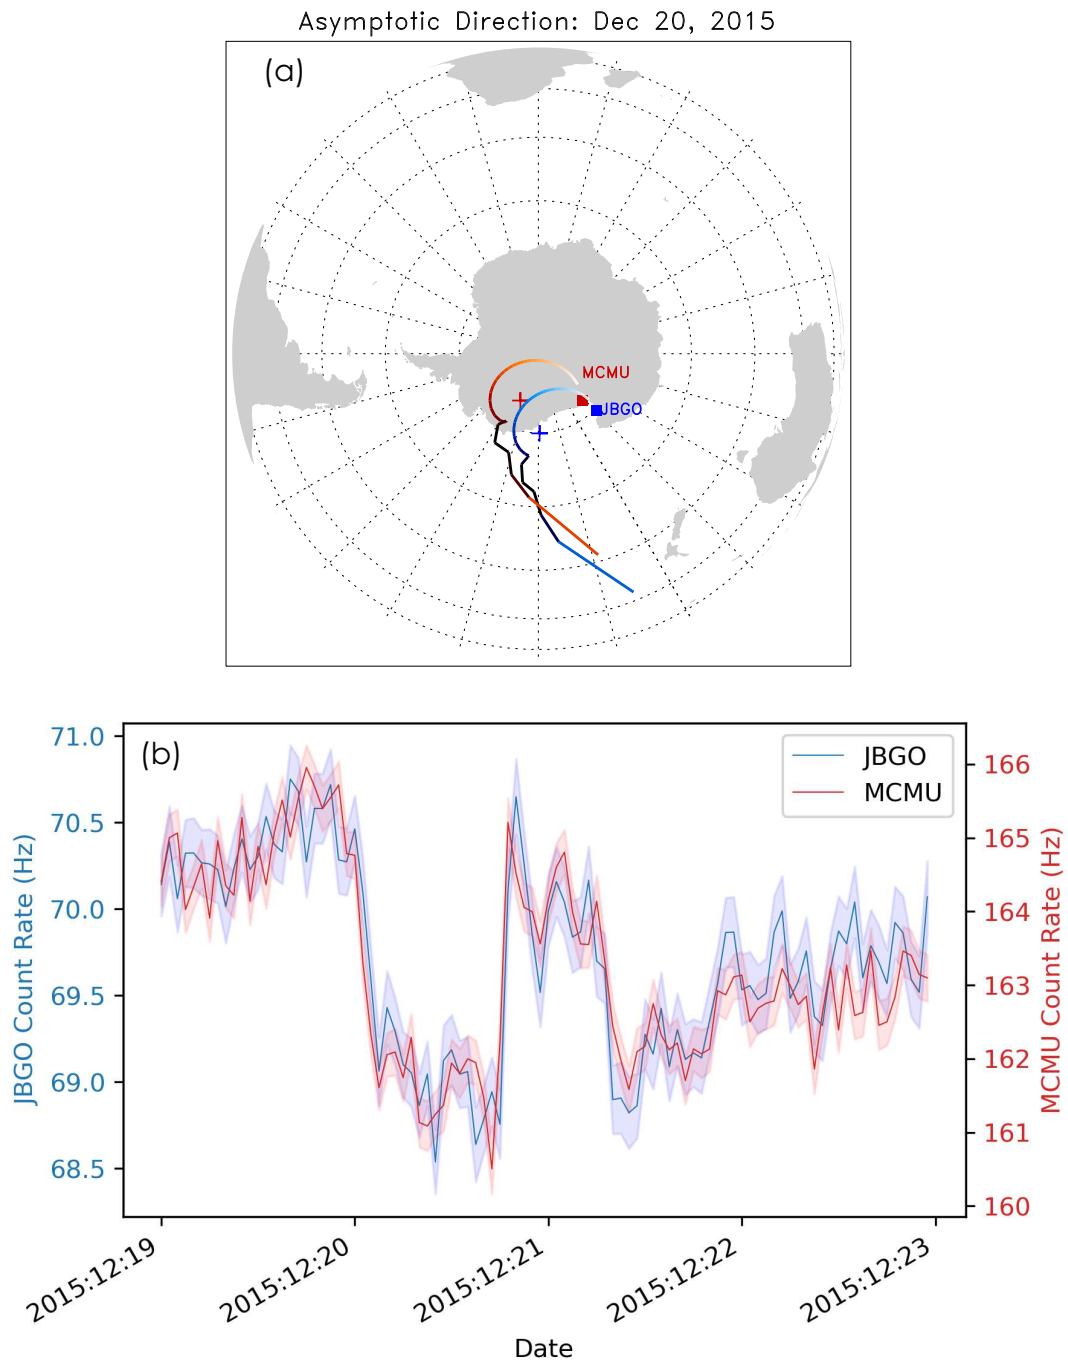 Asymptotic Direction: Dec 20, 2015
(a)
MCMU
JBGO
(b)
JBGO
MCMU
71.0
70.5
70.0
69.5
69.0
68.5
JBGO Count Rate (Hz)
166
165
164
163
162
161
160
MCMU Count Rate (Hz)
2015:12:19
2015:12:20
2015:12:21
2015:12:22
2015:12:23
Date